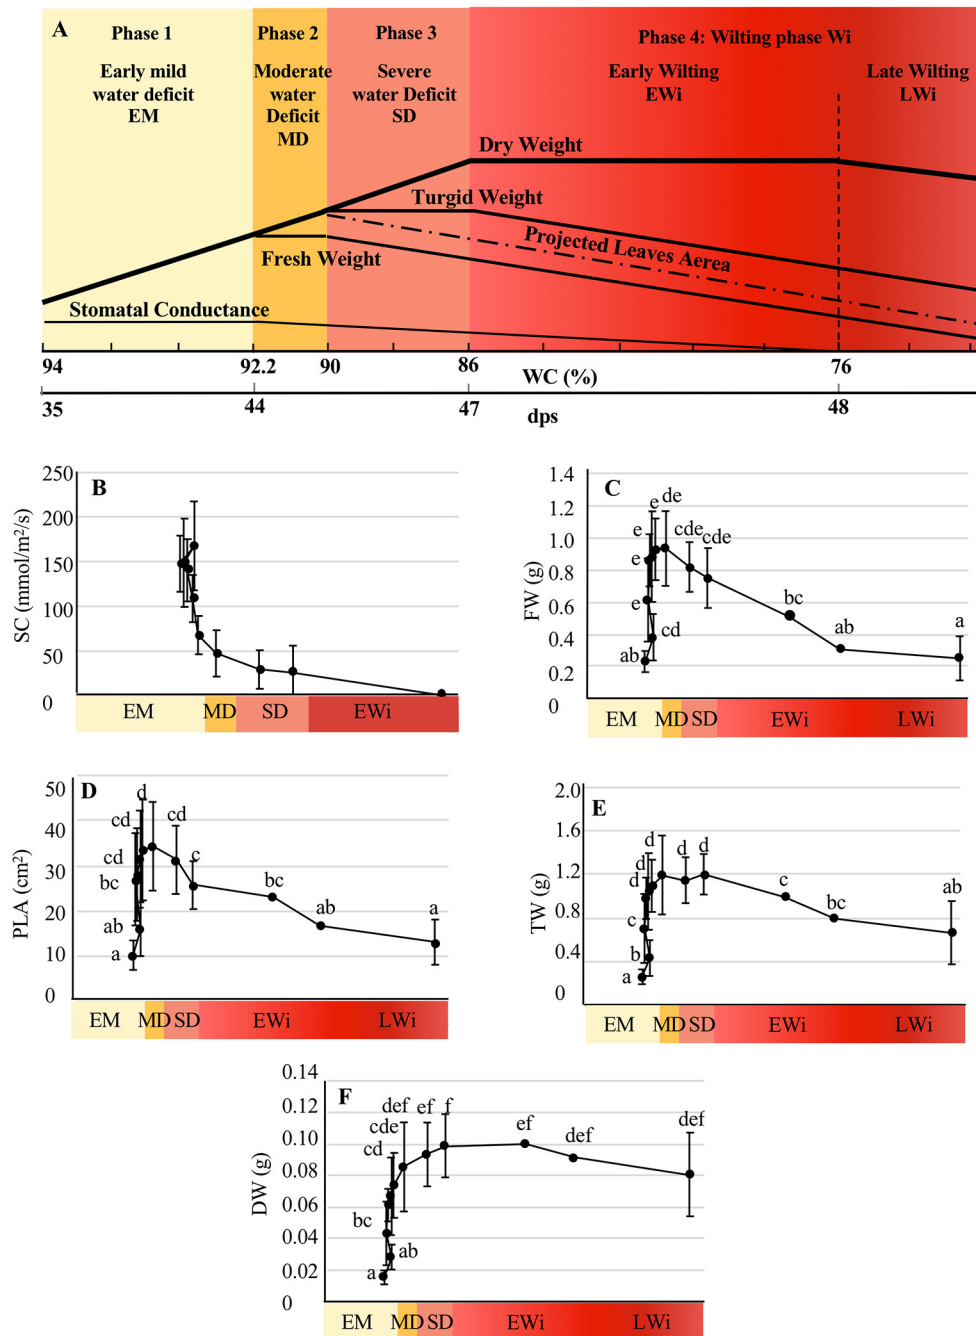 A
Phase 1
Phase 2
Phase 3
Phase 4: Wilting phase Wi
Early mild
water deficit
EM
Moderate
water
Deficit
MD
Severe
water Deficit
SD
Early Wilting
EWi
Late Wilting
LWi
Dry Weight
Turgid Weight
Projected Leaves Aerea
Fresh Weight
Stomatal Conductance
94
92.2
90
86
76
WC (%)
35
44
47
48
dps
B
SC (mmol/m²/s)
250
200
150
100
50
0
EM
MD
SD
EWi
C
FW (g)
1.4
1.2
1.0
0.8
0.6
0.4
0.2
0.0
ab
cd
e
e
e
e
de
cde
cde
bc
ab
a
EM
MD
SD
EWi
LWi
D
PLA (cm²)
50
40
30
20
10
0
a
ab
bc
cd
cd
d
cd
c
bc
ab
a
EM
MD
SD
EWi
LWi
E
TW (g)
2.0
1.6
1.2
0.8
0.4
0
a
b
c
d
d
d
d
d
d
c
bc
ab
EM
MD
SD
EWi
LWi
F
DW (g)
0.14
0.12
0.10
0.08
0.06
0.04
0.02
0
a
ab
bc
cd
cde
def
ef
f
ef
def
def
EM
MD
SD
EWi
LWi